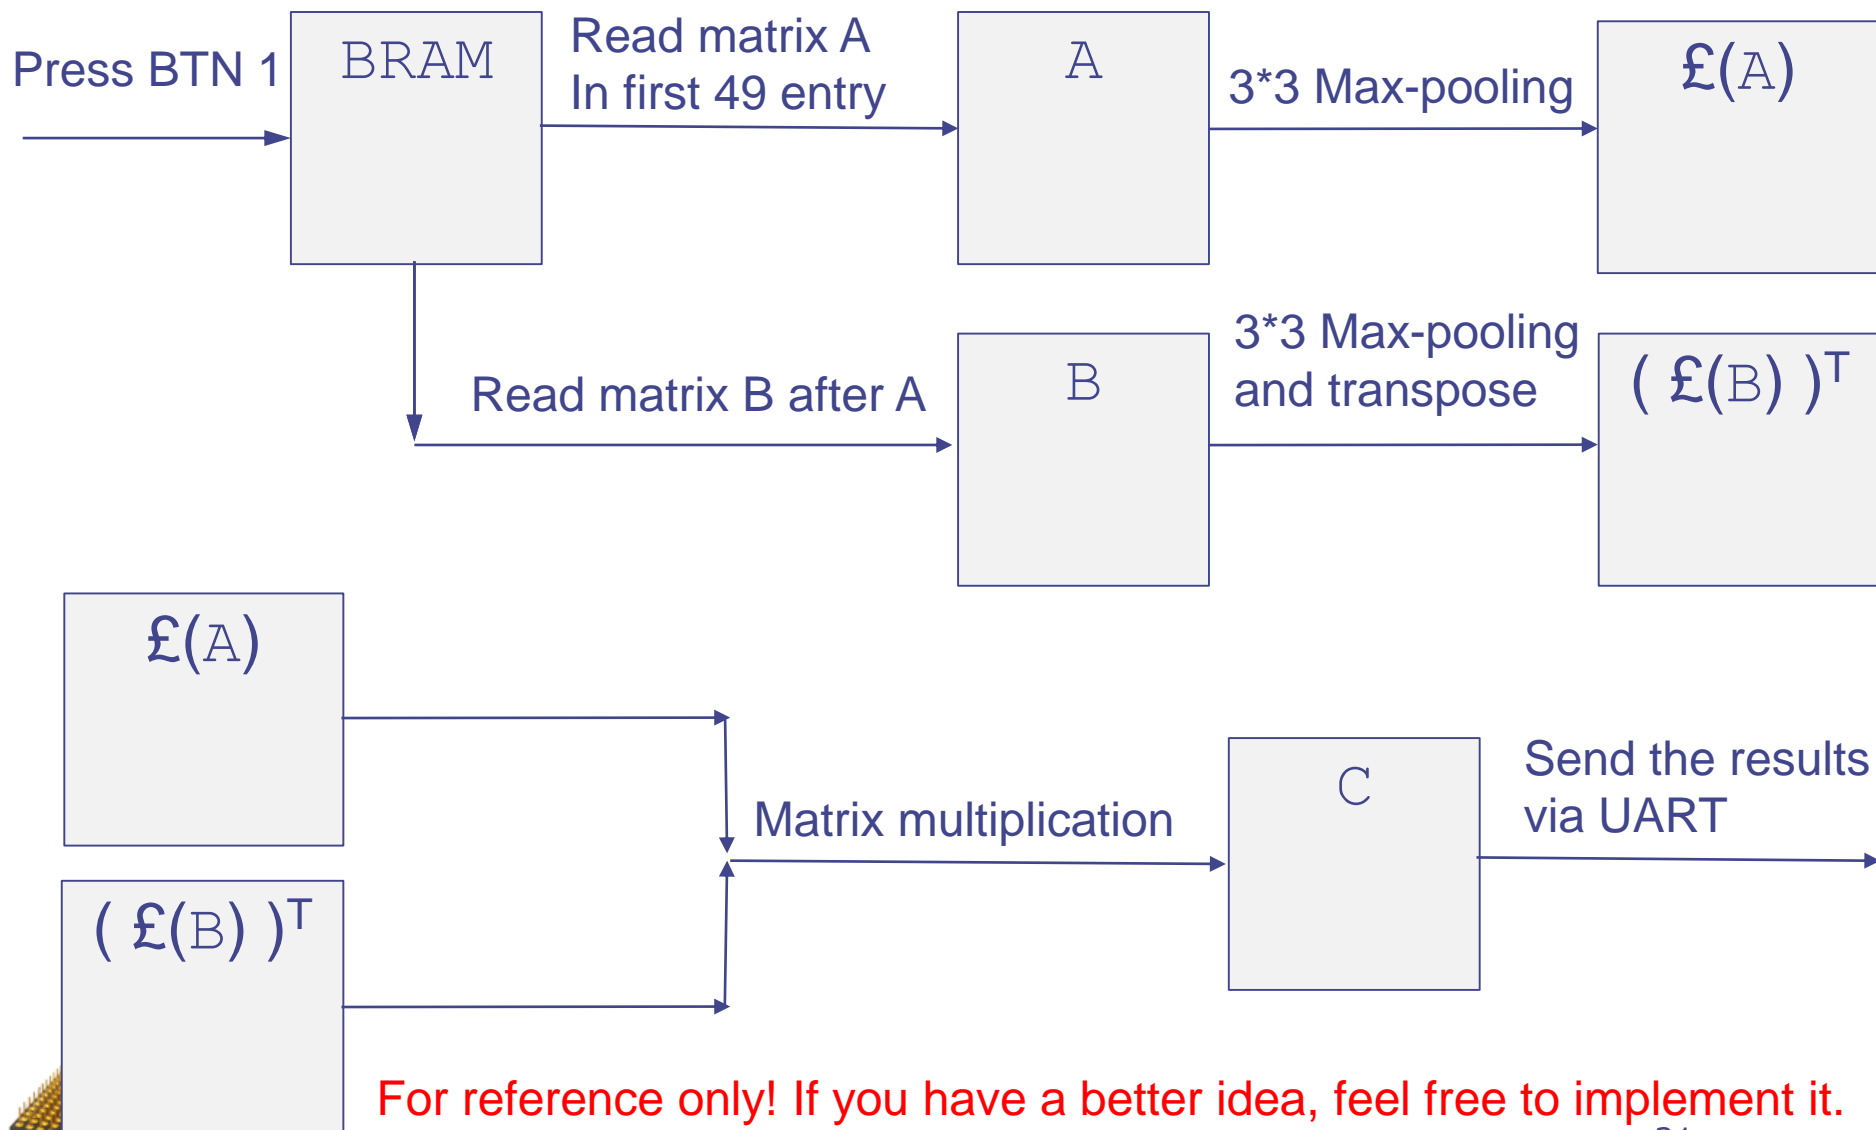 Press BTN 1
BRAM
Read matrix A
In first 49 entry
A
3*3 Max-pooling
£(A)
Read matrix B after A
B
3*3 Max-pooling
and transpose
( £(B) )ᵀ
£(A)
( £(B) )ᵀ
Matrix multiplication
C
Send the results
via UART
For reference only! If you have a better idea, feel free to implement it.